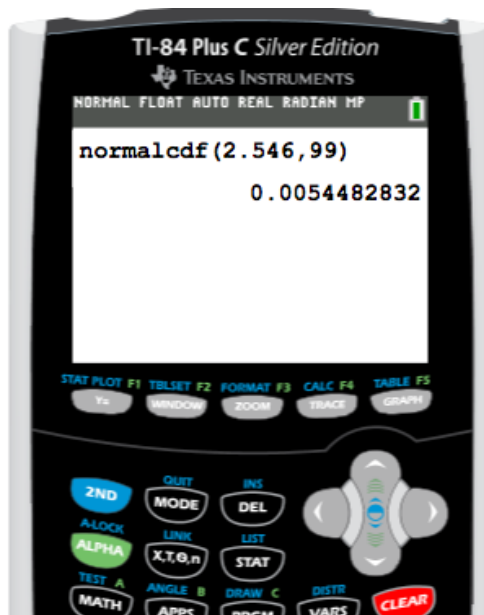 TI-84 Plus C Silver Edition
TEXAS INSTRUMENTS
NORMAL FLOAT AUTO REAL RADIAN MP
normalcdf(2.546,99)
0.0054482832
STAT PLOT F1 TBLSET F2 FORMAT F3 CALC F4 TABLE F5
Y= WINDOW ZOOM TRACE GRAPH
QUIT INS
2ND MODE DEL
A-LOCK LINK LIST
ALPHA X,T,θ,n STAT
TEST A ANGLE B DRAW C DISTR
MATH APPS PRGM VARS CLEAR